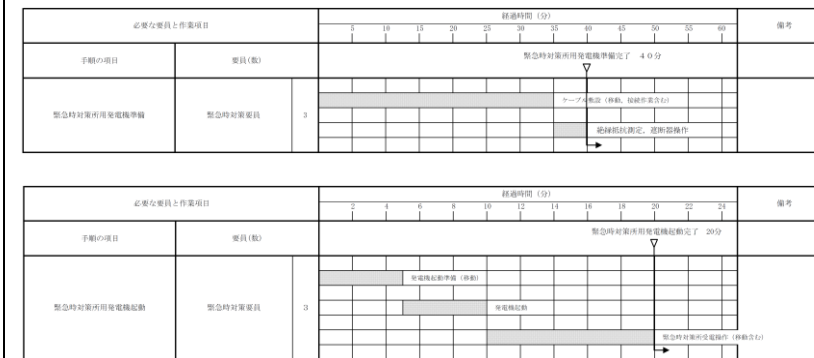 必要な要員と作業項目
経過時間（分）
備考
5 10 15 20 25 30 35 40 45 50 55 60
手順の項目
要員(数)
緊急時対策所用発電機準備完了 40分
緊急時対策所用発電機準備
緊急時対策要員
3
ケーブル敷設（移動、接続作業含む）
絶縁抵抗測定、遮断器操作
必要な要員と作業項目
経過時間（分）
備考
2 4 6 8 10 12 14 16 18 20 22 24
手順の項目
要員(数)
緊急時対策所用発電機起動完了 20分
緊急時対策所用発電機起動
緊急時対策要員
3
発電機起動準備（移動）
発電機起動
緊急時対策所受電操作（移動含む）